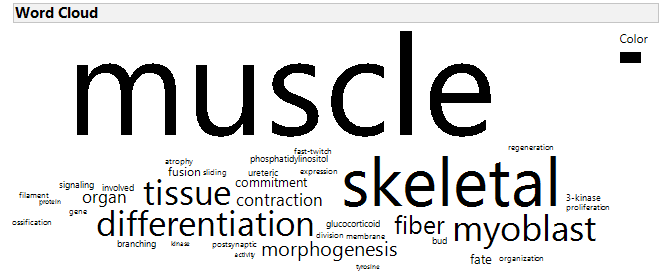 Word Cloud
Color
muscle
regeneration
fast-twitch
phosphatidylinositol
atrophy
fusion sliding
ureteric
expression
skeletal
signaling
involved
tissue
commitment
filament
protein
organ
contraction
3-kinase
proliferation
gene
ossification
differentiation
glucocorticoid
fiber
myoblast
division
membrane
bud
branching
kinase
postsynaptic
activity
morphogenesis
fate
organization
tyrosine